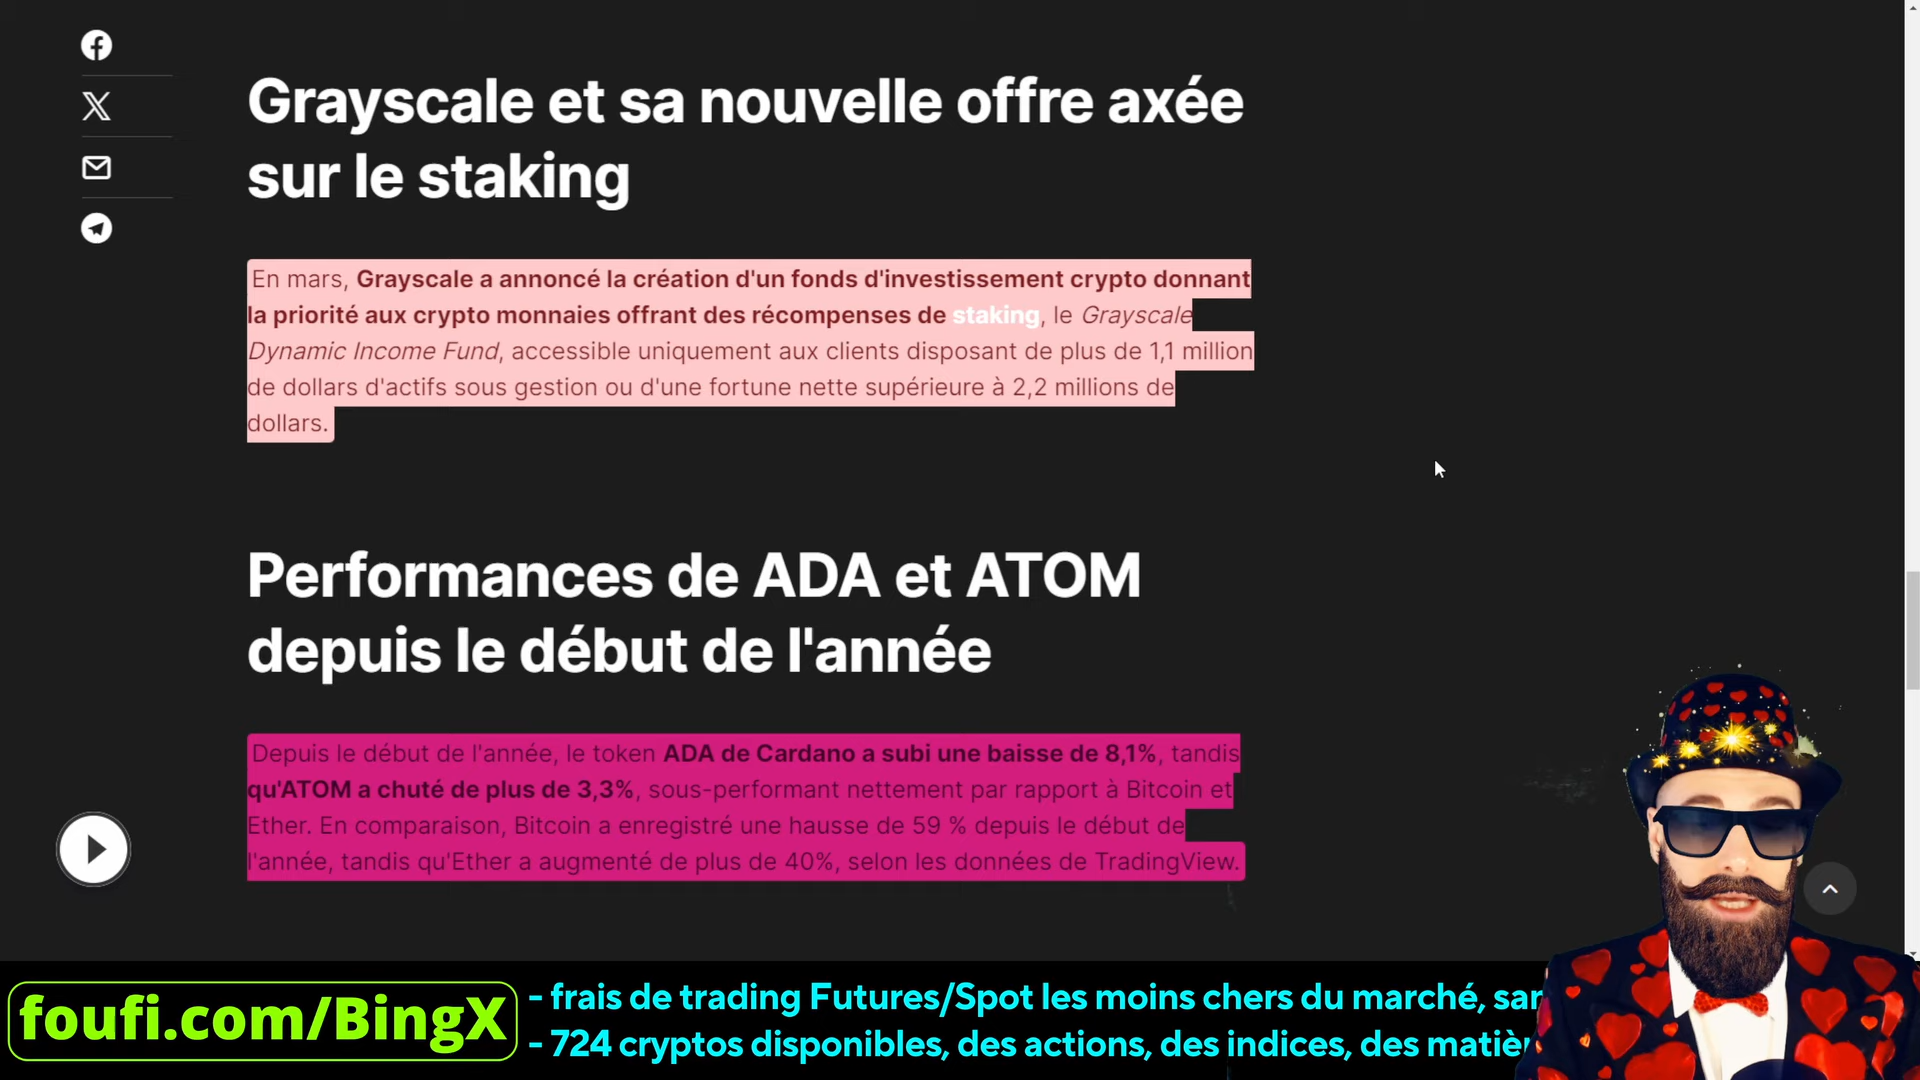 Grayscale et sa nouvelle offre axée
sur le staking
En mars, Grayscale a annoncé la création d'un fonds d'investissement crypto donnant
la priorité aux crypto monnaies offrant des récompenses de staking, le Grayscale
Dynamic Income Fund, accessible uniquement aux clients disposant de plus de 1,1 million
de dollars d'actifs sous gestion ou d'une fortune nette supérieure à 2,2 millions de
dollars.
Performances de ADA et ATOM
depuis le début de l'année
Depuis le début de l'année, le token ADA de Cardano a subi une baisse de 8,1%, tandis
qu'ATOM a chuté de plus de 3,3%, sous-performant nettement par rapport à Bitcoin et
Ether. En comparaison, Bitcoin a enregistré une hausse de 59 % depuis le début de
l'année, tandis qu'Ether a augmenté de plus de 40%, selon les données de TradingView.
foufi.com/BingX
- frais de trading Futures/Spot les moins chers du marché,
- 724 cryptos disponibles, des actions, des indices, des